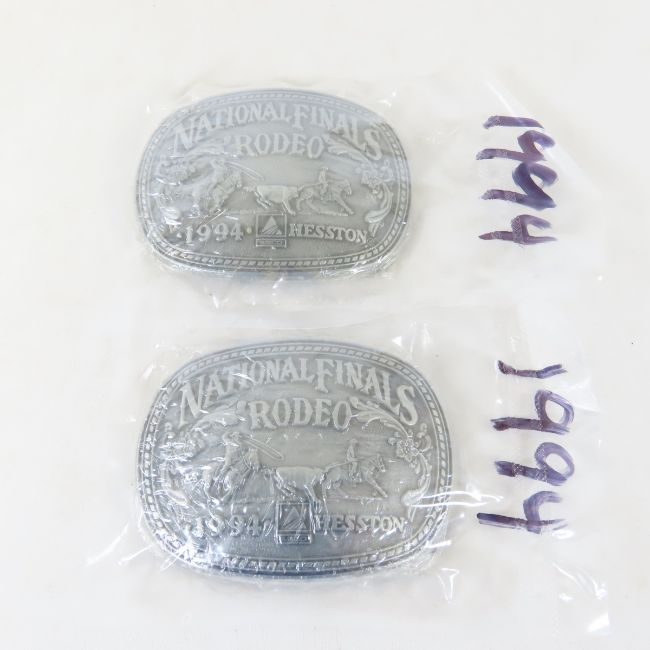 NATIONAL FINALS
RODEO
·1994· HESSTON
1994
NATIONAL FINALS
RODEO
·1994· HESSTON
1994